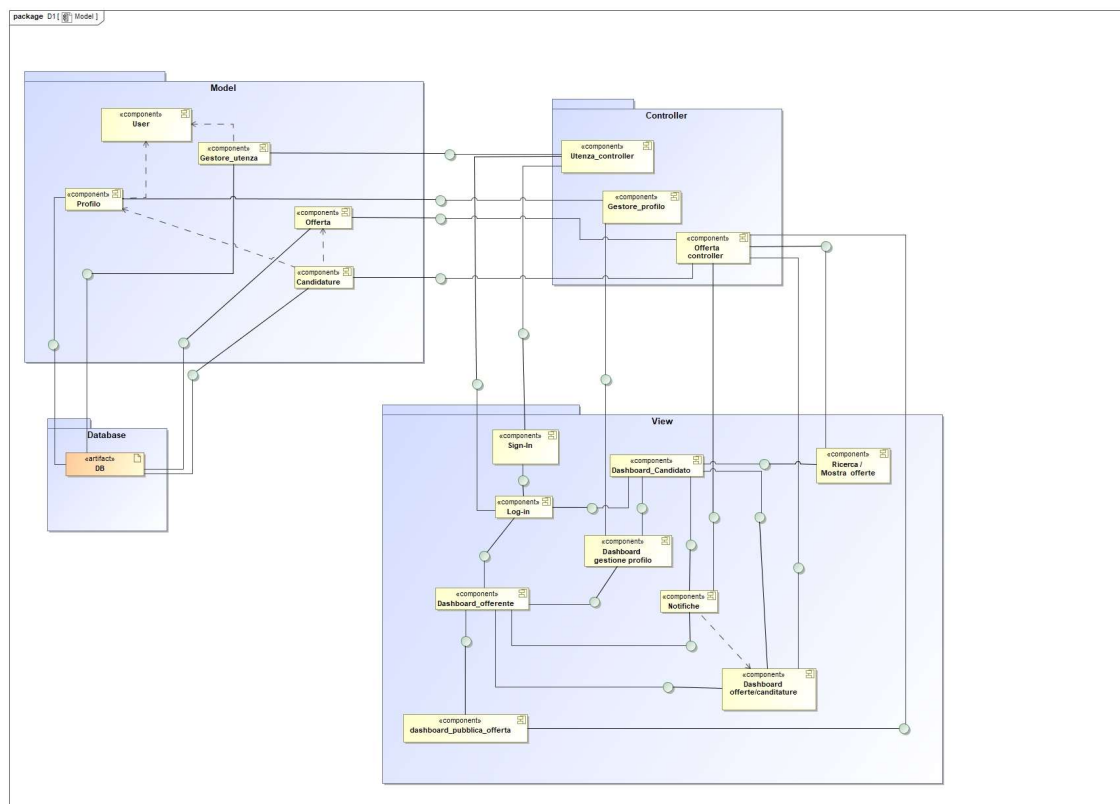 package D1[ Model ]
Model
«component»
User
«component»
Gestore_utenza
«component»
Profilo
«component»
Offerta
«component»
Candidature
Controller
«component»
Utenza_controller
«component»
Gestore_profilo
«component»
Offerta
controller
Database
«artifact»
DB
View
«component»
Sign-In
«component»
Dashboard_Candidato
«component»
Ricerca /
Mostra offerte
«component»
Log-in
«component»
Dashboard
gestione profilo
«component»
Dashboard_offerente
«component»
Notifiche
«component»
Dashboard
offerte/canditature
«component»
dashboard_pubblica_offerta